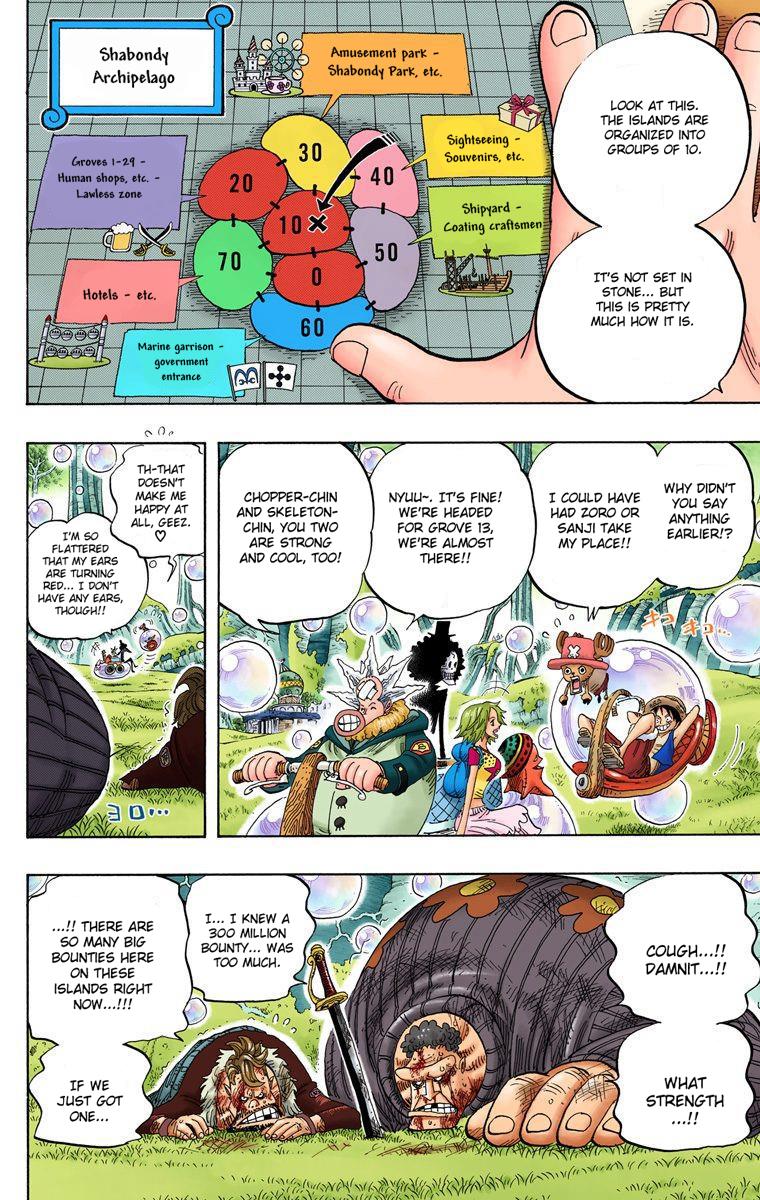 Shabondy
Archipelago
Amusement park -
Shabondy Park, etc.
Groves 1-29 -
Human shops, etc. -
Lawless zone
Sightseeing -
Souvenirs, etc.
Shipyard -
Coating craftsmen
Hotels - etc.
Marine garrison -
government
entrance
30
20
40
10
50
70
0
60
LOOK AT THIS.
THE ISLANDS ARE
ORGANIZED INTO
GROUPS OF 10.
IT'S NOT SET IN
STONE... BUT
THIS IS PRETTY
MUCH HOW IT IS.
WHY DIDN'T
YOU SAY
ANYTHING
EARLIER!?
I COULD HAVE
HAD ZORO OR
SANJI TAKE
MY PLACE!!
NYUU~. IT'S FINE!
WE'RE HEADED
FOR GROVE 13,
WE'RE ALMOST
THERE!!
CHOPPER-CHIN
AND SKELETON-
CHIN, YOU TWO
ARE STRONG
AND COOL, TOO!
キコ キコ...
TH-THAT
DOESN'T
MAKE ME
HAPPY AT
ALL, GEEZ.
♡
I'M SO
FLATTERED
THAT MY EARS
ARE TURNING
RED... I DON'T
HAVE ANY EARS,
THOUGH!!
ヨロ...
COUGH...!!
DAMNIT...!!
WHAT
STRENGTH
...!!
I... I KNEW A
300 MILLION
BOUNTY... WAS
TOO MUCH.
...!! THERE ARE
SO MANY BIG
BOUNTIES HERE
ON THESE
ISLANDS RIGHT
NOW...!!!
IF WE
JUST GOT
ONE...